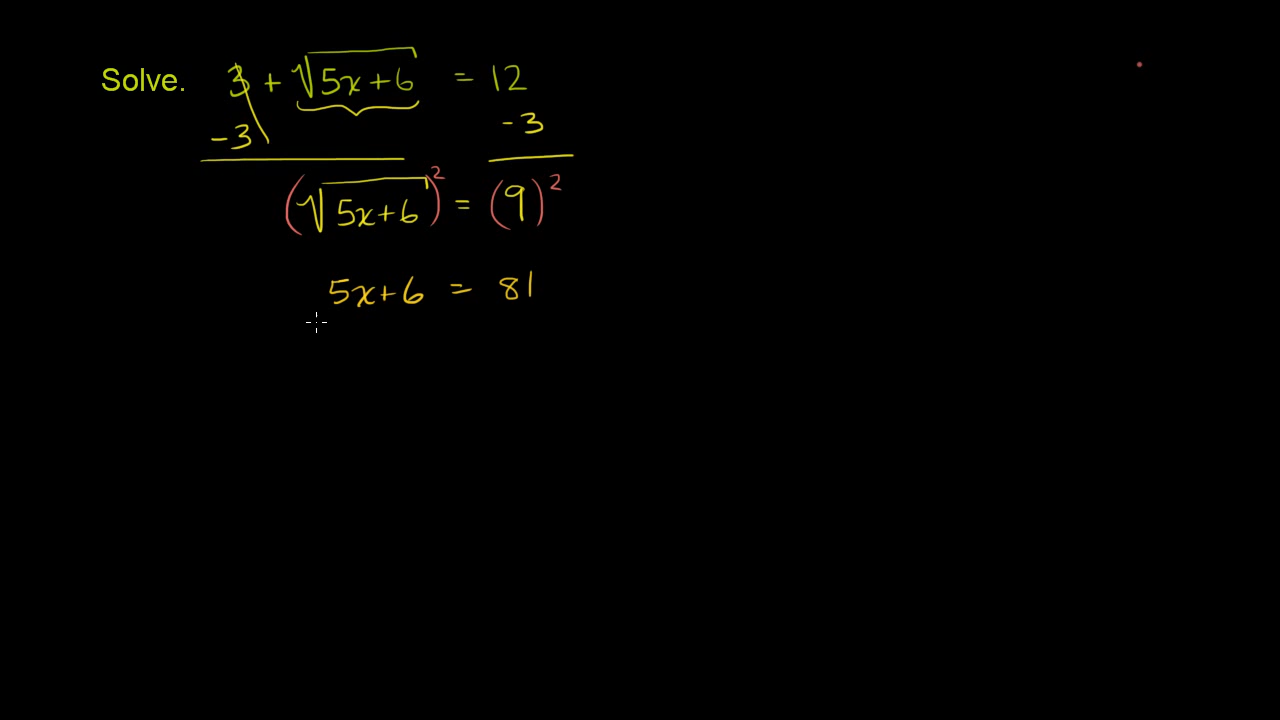 Solve. 3 + √(5x+6) = 12
-3 -3
(√(5x+6))² = (9)²
5x+6 = 81